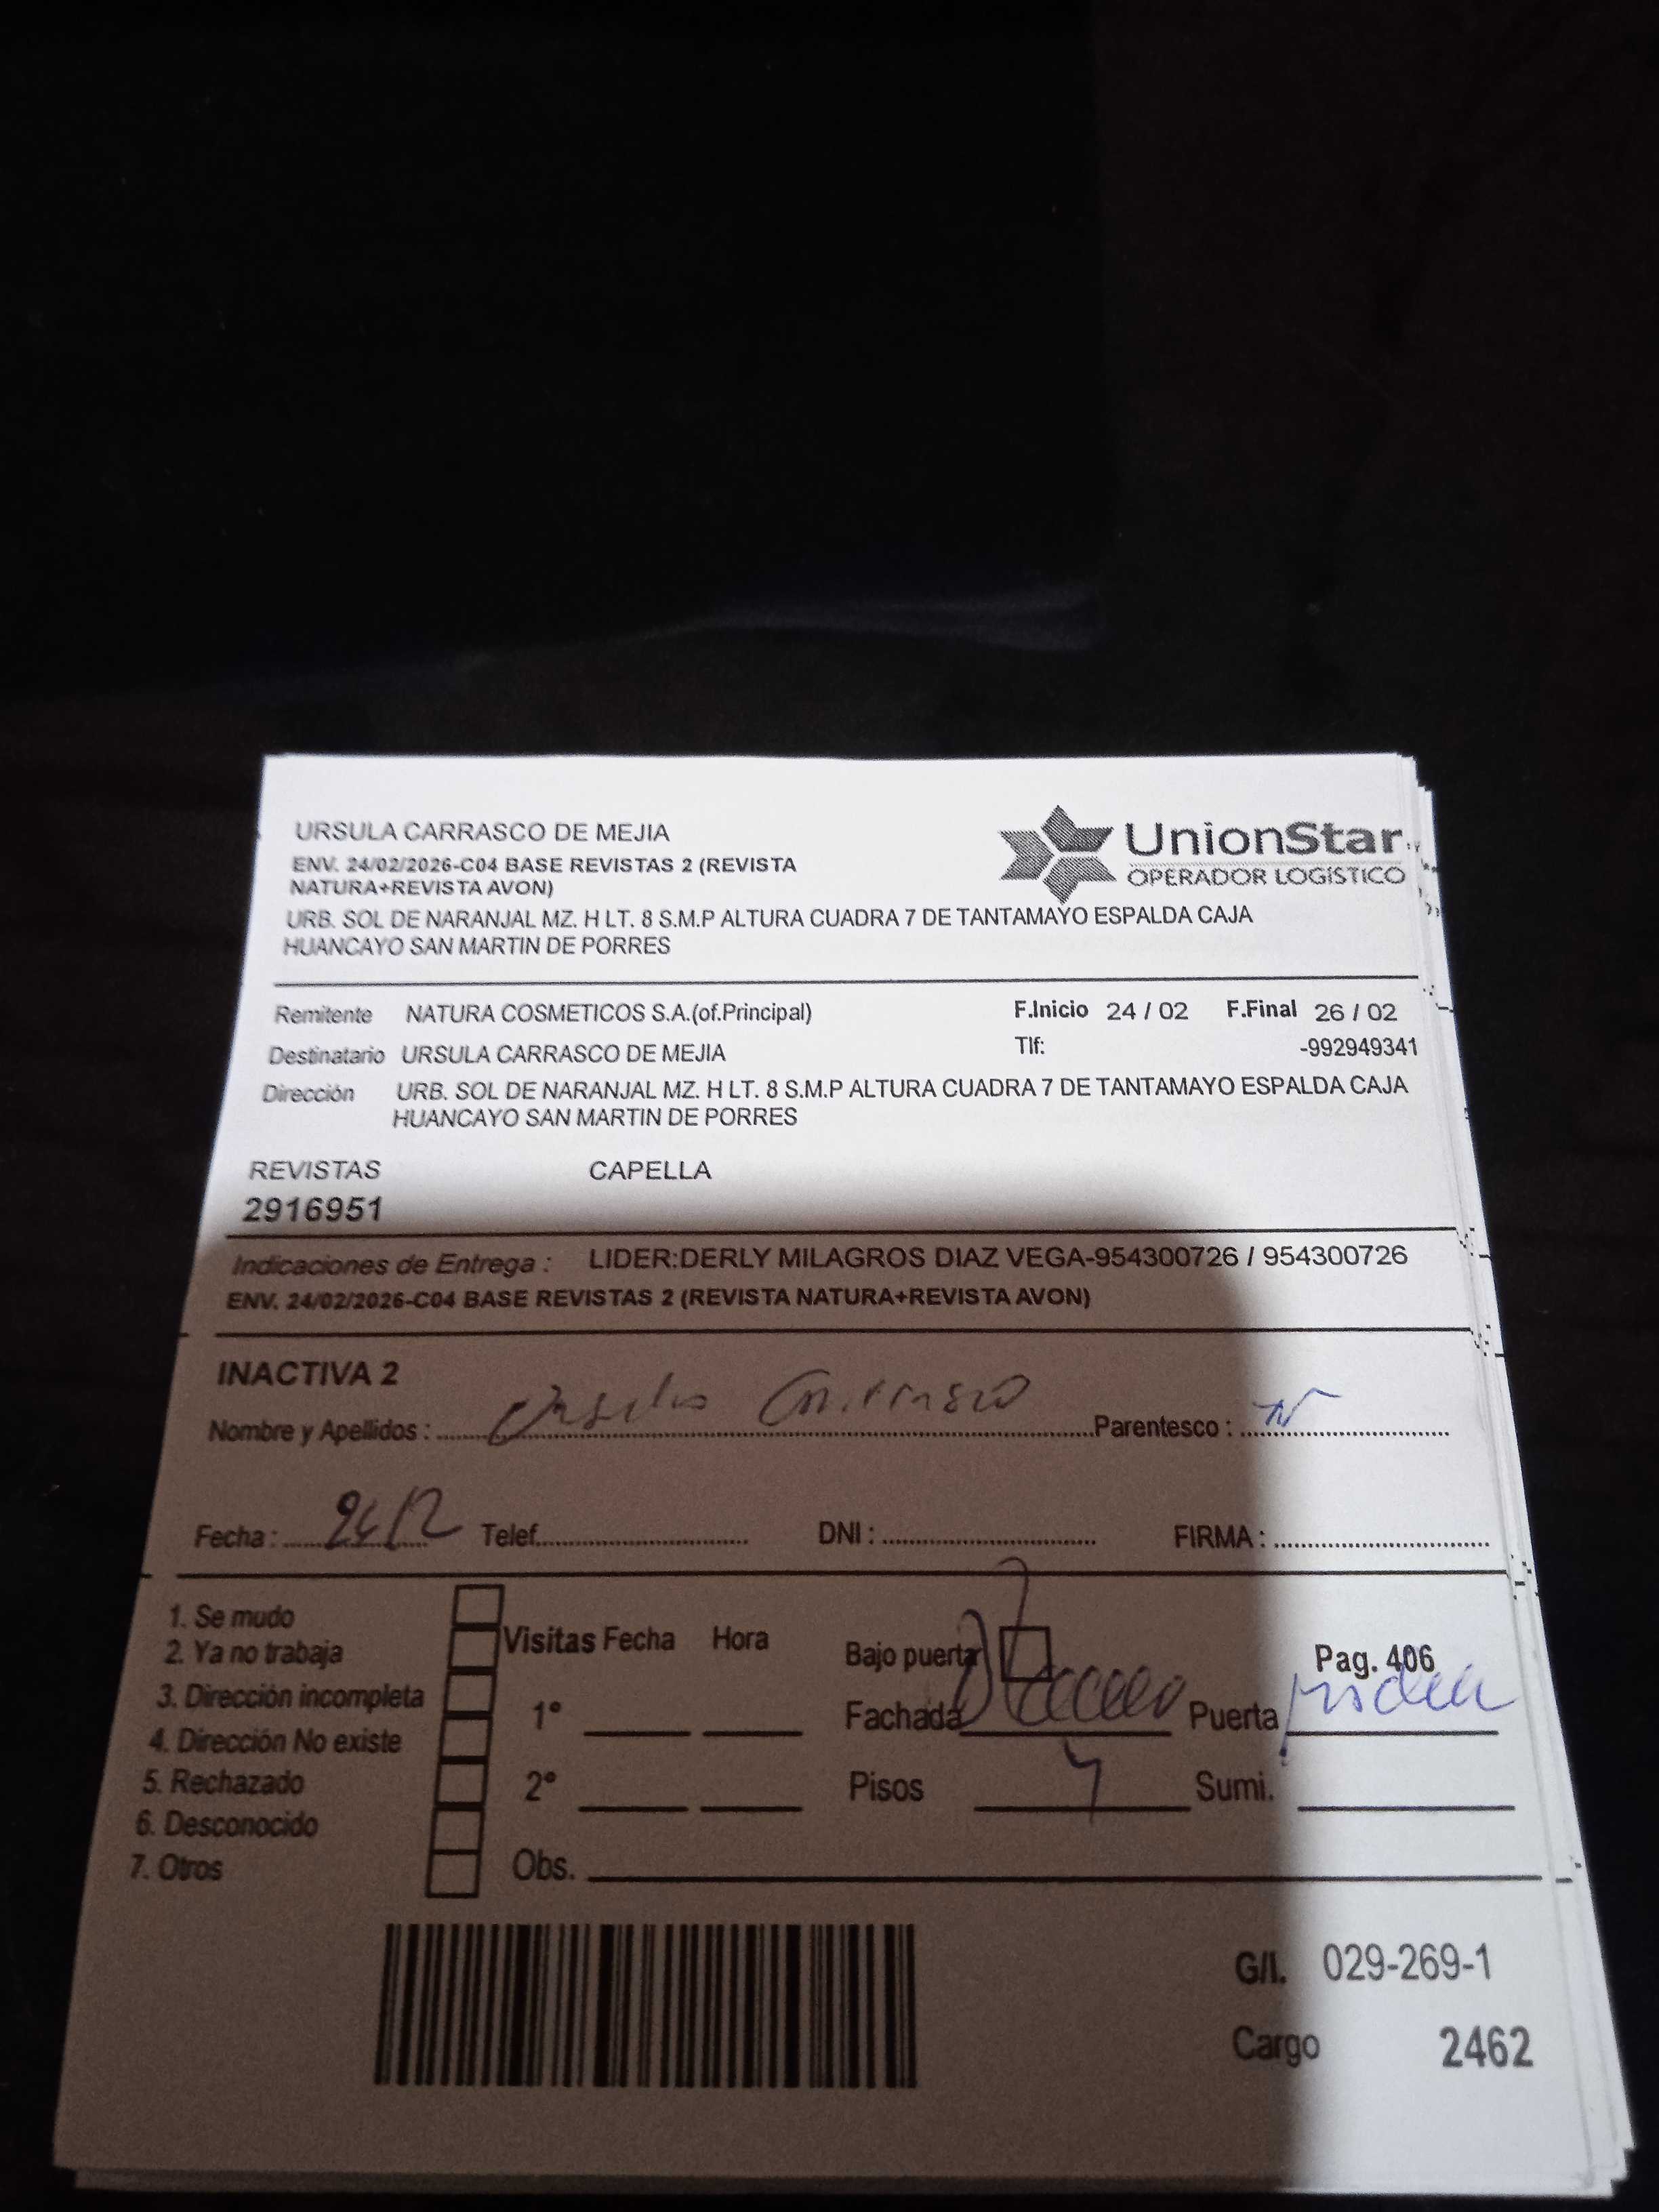 URSULA CARRASCO DE MEJIA
ENV. 24/02/2026-C04 BASE REVISTAS 2 (REVISTA
NATURA+REVISTA AVON)
URB. SOL DE NARANJAL MZ. H LT. 8 S.M.P ALTURA CUADRA 7 DE TANTAMAYO ESPALDA CAJA
HUANCAYO SAN MARTIN DE PORRES
UnionStar
OPERADOR LOGÍSTICO
Remitente NATURA COSMETICOS S.A.(of.Principal) F.Inicio 24 / 02 F.Final 26 / 02
Destinatario URSULA CARRASCO DE MEJIA Tlf: -992949341
Dirección URB. SOL DE NARANJAL MZ. H LT. 8 S.M.P ALTURA CUADRA 7 DE TANTAMAYO ESPALDA CAJA
HUANCAYO SAN MARTIN DE PORRES
REVISTAS CAPELLA
2916951
Indicaciones de Entrega : LIDER:DERLY MILAGROS DIAZ VEGA-954300726 / 954300726
ENV. 24/02/2026-C04 BASE REVISTAS 2 (REVISTA NATURA+REVISTA AVON)
INACTIVA 2
Nombre y Apellidos : Ursula Carrasco Parentesco :
Fecha : Telef. DNI : FIRMA :
1. Se mudo
2. Ya no trabaja
3. Dirección incompleta
4. Dirección No existe
5. Rechazado
6. Desconocido
7. Otros
Visitas Fecha Hora
1°
2°
Obs.
Bajo puerta
Fachada
Pisos 4
Pag. 406
Puerta
Sumi.
G/I. 029-269-1
Cargo 2462